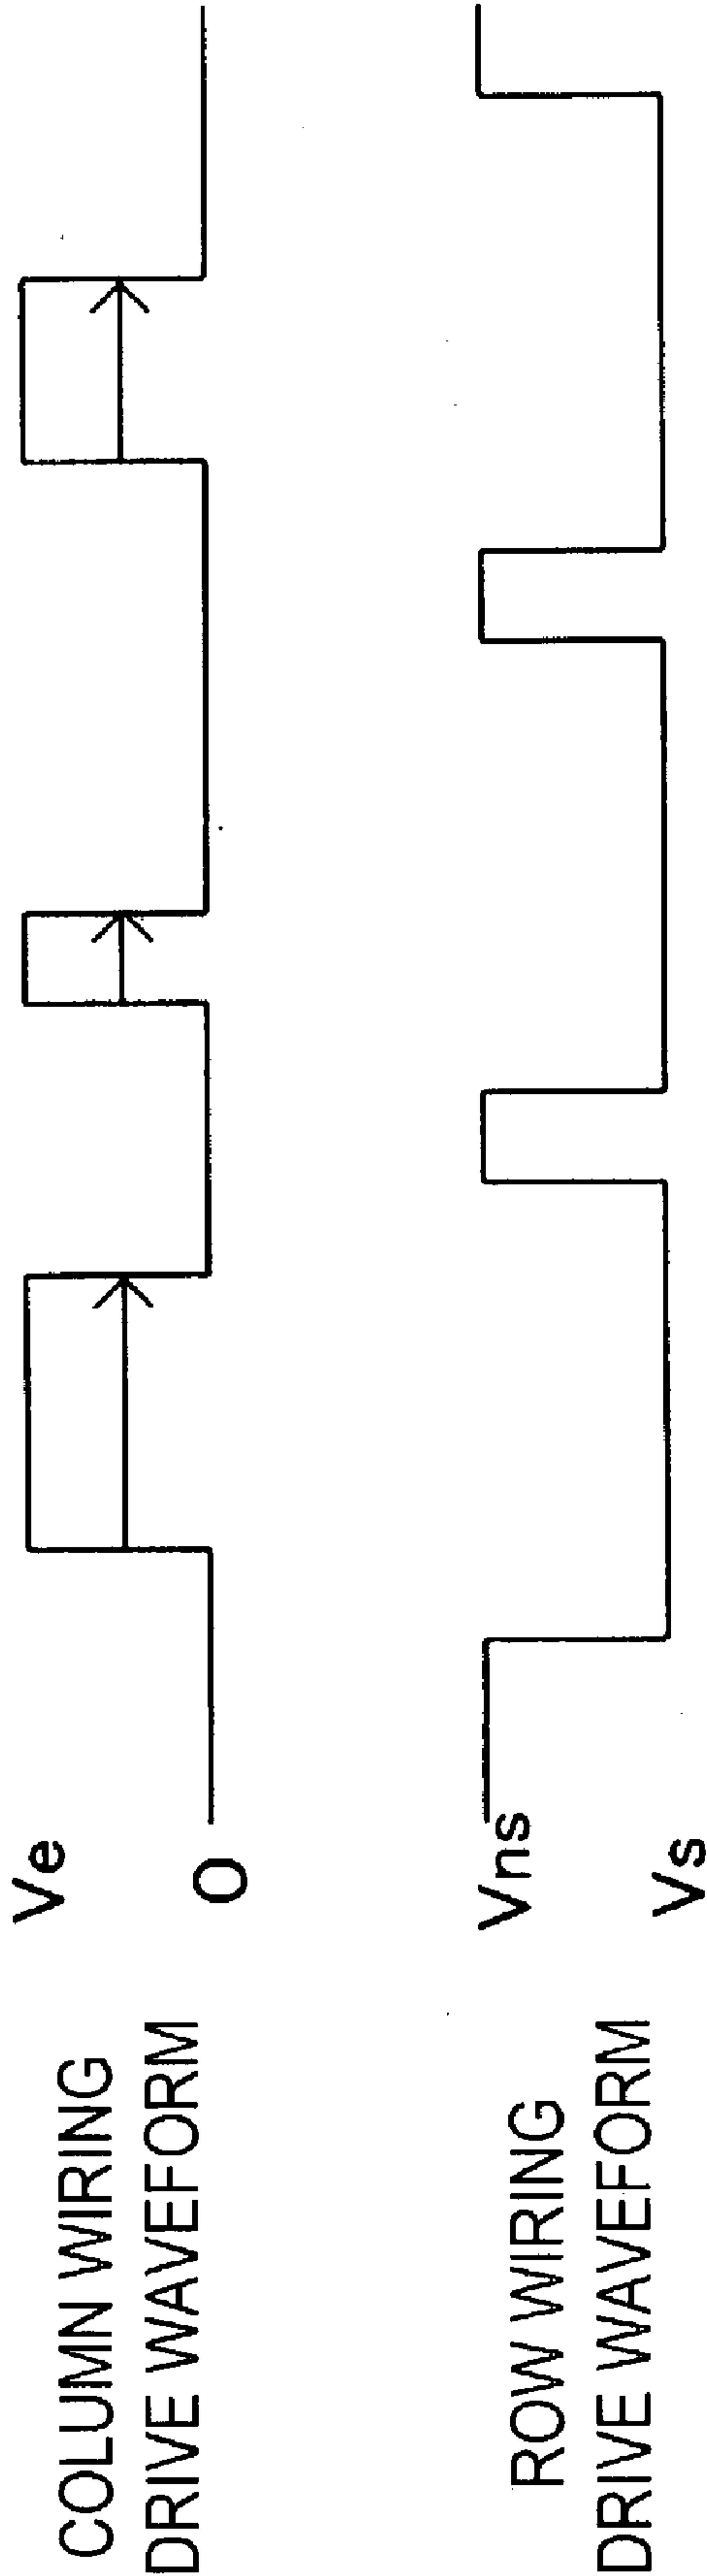 COLUMN WIRING
DRIVE WAVEFORM
Ve
0
ROW WIRING
DRIVE WAVEFORM
Vns
Vs